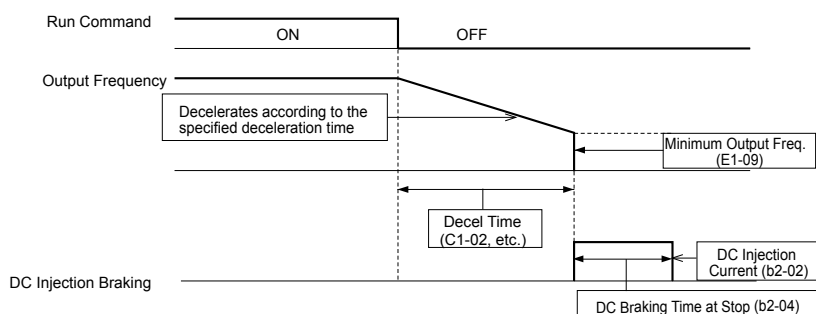 Run Command
ON
OFF
Output Frequency
Decelerates according to the
specified deceleration time
Minimum Output Freq.
(E1-09)
Decel Time
(C1-02, etc.)
DC Injection
Current (b2-02)
DC Injection Braking
DC Braking Time at Stop (b2-04)